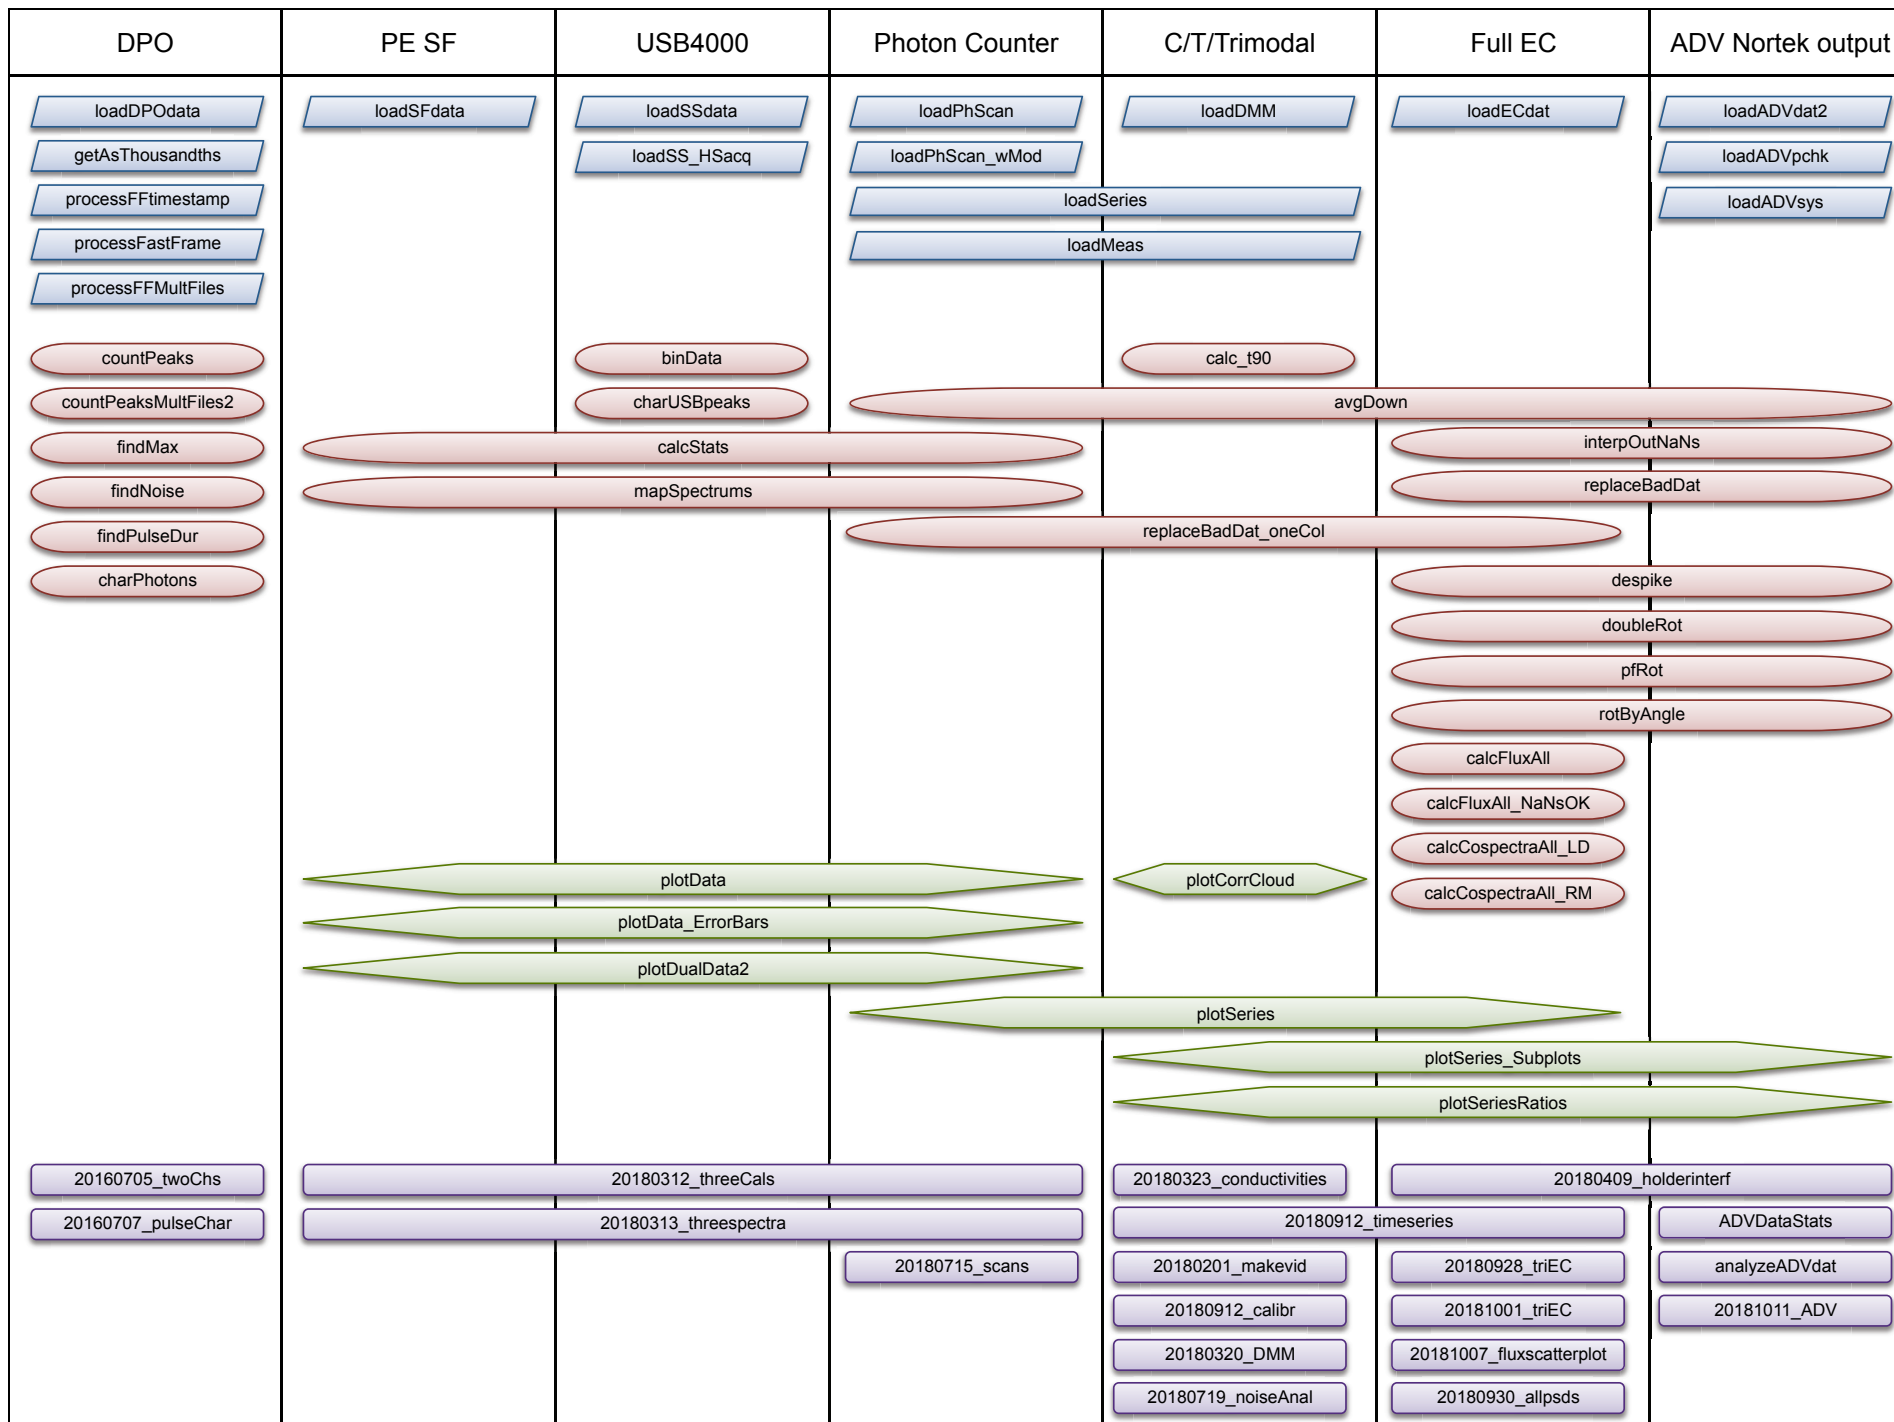 DPO
PE SF
USB4000
Photon Counter
C/T/Trimodal
Full EC
ADV Nortek output
loadDPOdata
loadSFdata
loadSSdata
loadPhScan
loadDMM
loadECdat
loadADVdat2
getAsThousandths
loadSS_HSacq
loadPhScan_wMod
loadADVpchk
processFFtimestamp
loadSeries
loadADVsys
processFastFrame
loadMeas
processFFMultFiles
countPeaks
binData
calc_t90
countPeaksMultFiles2
charUSBpeaks
avgDown
findMax
calcStats
interpOutNaNs
findNoise
mapSpectrums
replaceBadDat
findPulseDur
replaceBadDat_oneCol
charPhotons
despike
doubleRot
pfRot
rotByAngle
calcFluxAll
calcFluxAll_NaNsOK
calcCospectraAll_LD
plotData
plotCorrCloud
calcCospectraAll_RM
plotData_ErrorBars
plotDualData2
plotSeries
plotSeries_Subplots
plotSeriesRatios
20160705_twoChs
20180312_threeCals
20180323_conductivities
20180409_holderinterf
20160707_pulseChar
20180313_threespectra
20180912_timeseries
ADVDataStats
20180715_scans
20180201_makevid
20180928_triEC
analyzeADVdat
20180912_calibr
20181001_triEC
20181011_ADV
20180320_DMM
20181007_fluxscatterplot
20180719_noiseAnal
20180930_allpsds